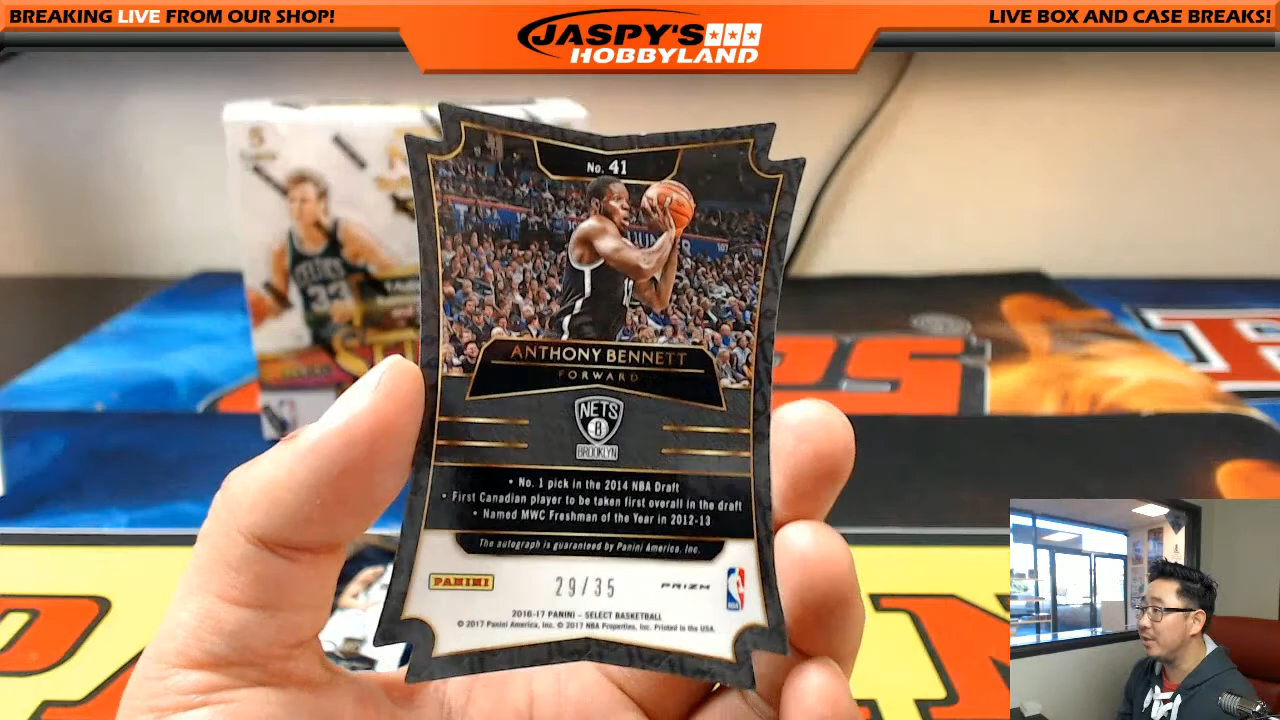 BREAKING LIVE FROM OUR SHOP!
JASPY'S
HOBBYLAND
LIVE BOX AND CASE BREAKS!
No. 41
ANTHONY BENNETT
FORWARD
NETS
B
BROOKLYN
• No. 1 pick in the 2014 NBA Draft
• First Canadian player to be taken first overall in the draft
• Named MWC Freshman of the Year in 2012-13
The autograph is guaranteed by Panini America, Inc.
PANINI
29/35
PRIZM
NBA
2016-17 PANINI – SELECT BASKETBALL
© 2017 Panini America, Inc. © 2017 NBA Properties, Inc. Printed in the USA.
CELTICS
33